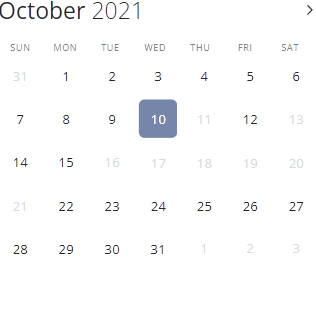 October 2021
SUN MON TUE WED THU FRI SAT
31 1 2 3 4 5 6
7 8 9 10 11 12 13
14 15 16 17 18 19 20
21 22 23 24 25 26 27
28 29 30 31 1 2 3